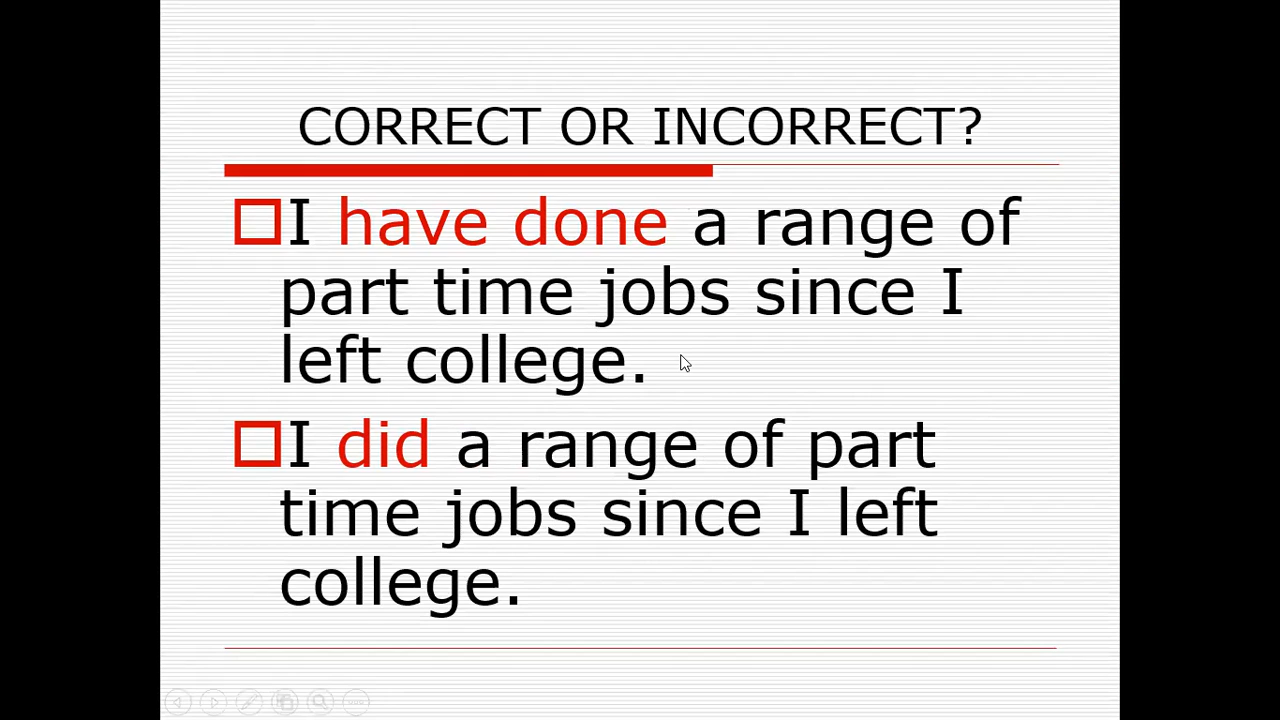 CORRECT OR INCORRECT?
I have done a range of
part time jobs since I
left college.
I did a range of part
time jobs since I left
college.